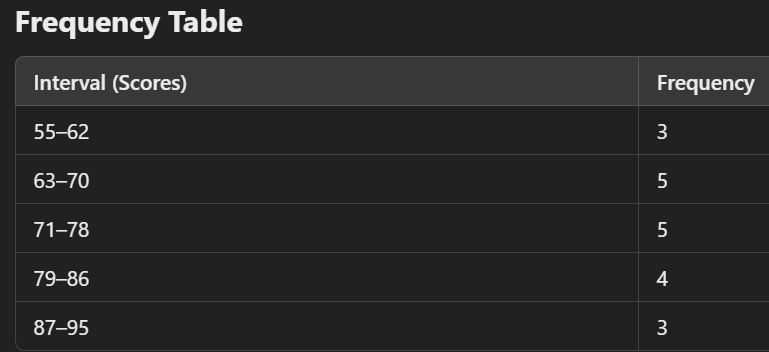 Frequency Table
Interval (Scores) Frequency
55–62 3
63–70 5
71–78 5
79–86 4
87–95 3